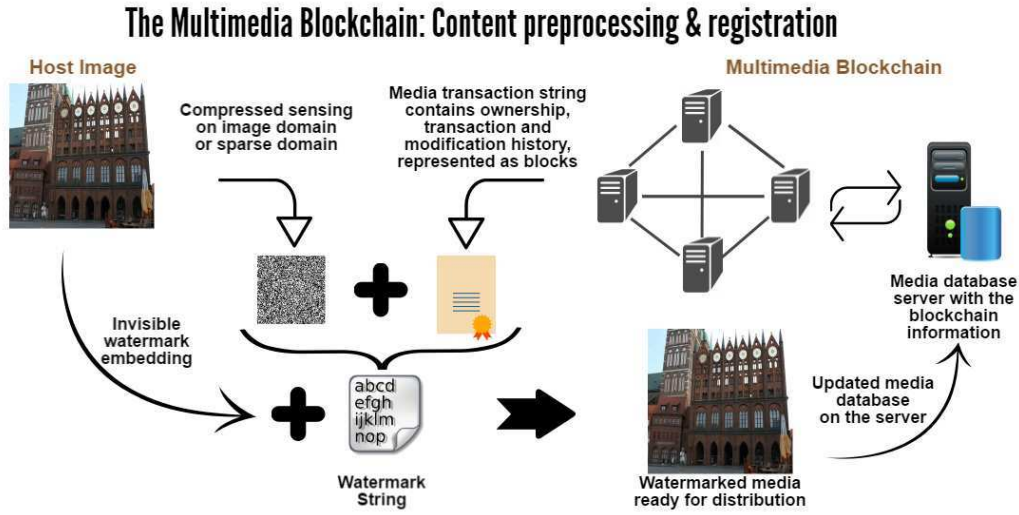 The Multimedia Blockchain: Content preprocessing & registration
Host Image
Compressed sensing
on image domain
or sparse domain
Media transaction string
contains ownership,
transaction and
modification history,
represented as blocks
Multimedia Blockchain
Media database
server with the
blockchain
information
Invisible
watermark
embedding
abcd
efgh
ijklm
nop
Watermark
String
Watermarked media
ready for distribution
Updated media
database
on the server